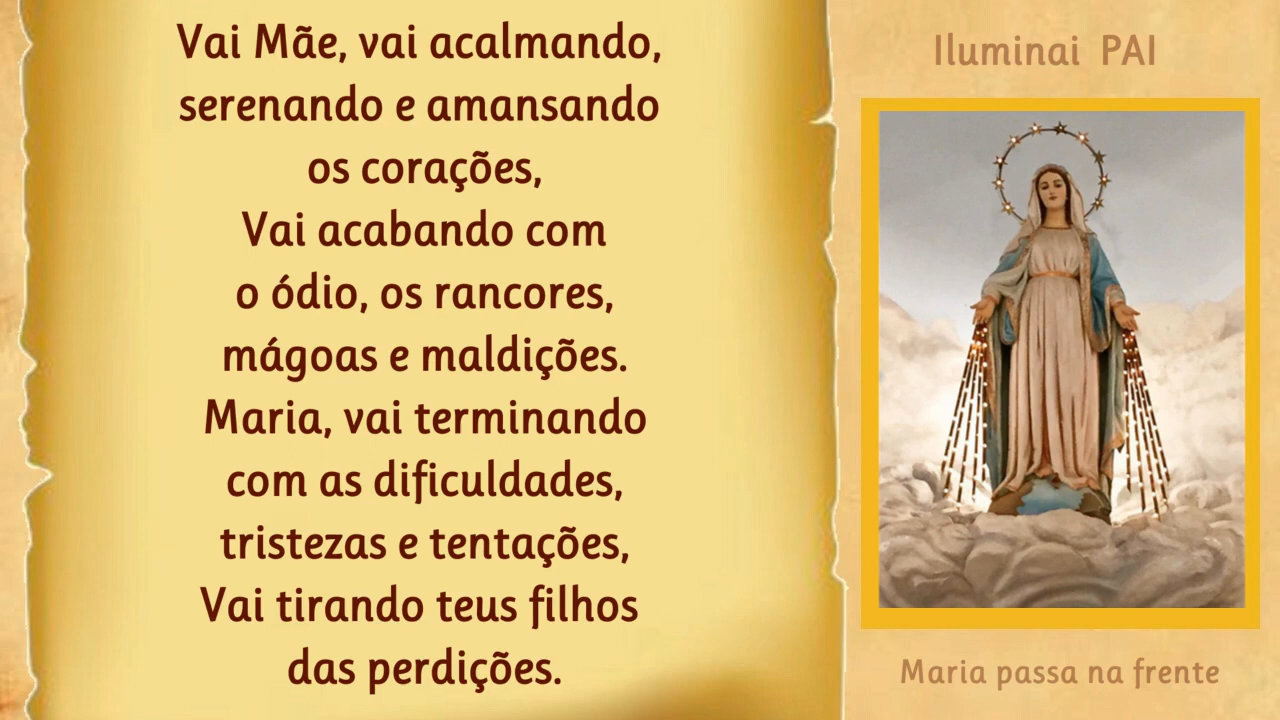 Vai Mãe, vai acalmando,
serenando e amansando
os corações,
Vai acabando com
o ódio, os rancores,
mágoas e maldições.
Maria, vai terminando
com as dificuldades,
tristezas e tentações,
Vai tirando teus filhos
das perdições.
Iluminai PAI
Maria passa na frente